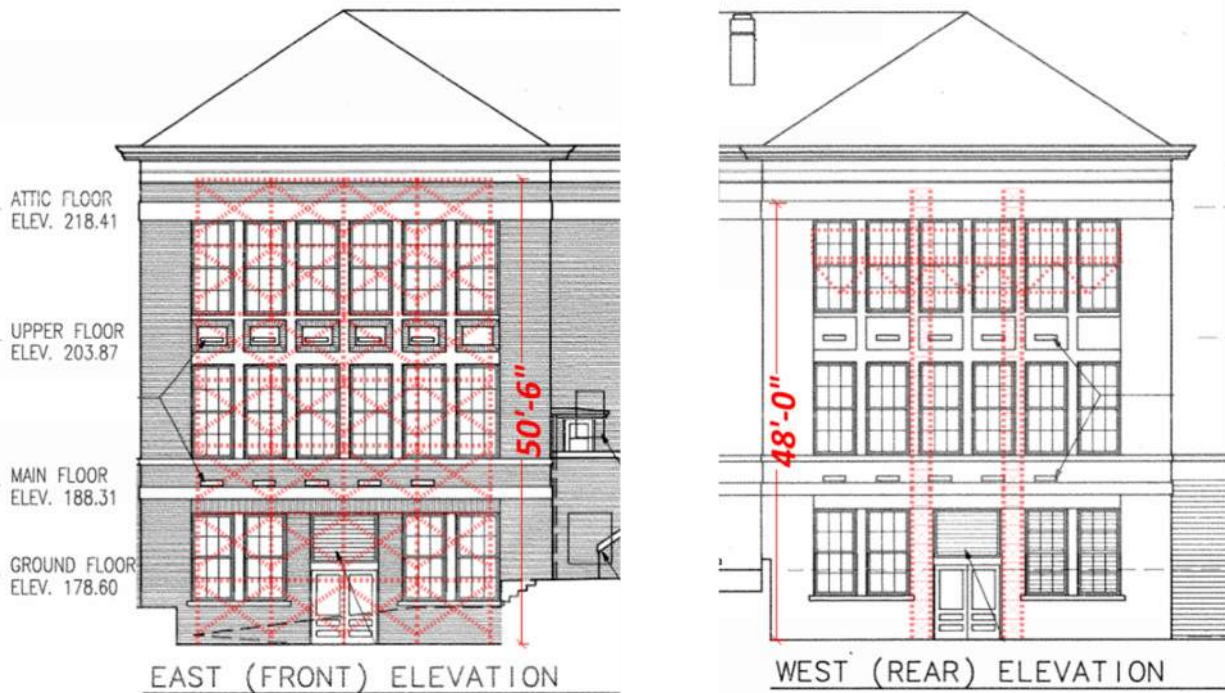 ATTIC FLOOR
ELEV. 218.41
UPPER FLOOR
ELEV. 203.87
MAIN FLOOR
ELEV. 188.31
GROUND FLOOR
ELEV. 178.60
50'-6"
EAST (FRONT) ELEVATION
48'-0"
WEST (REAR) ELEVATION